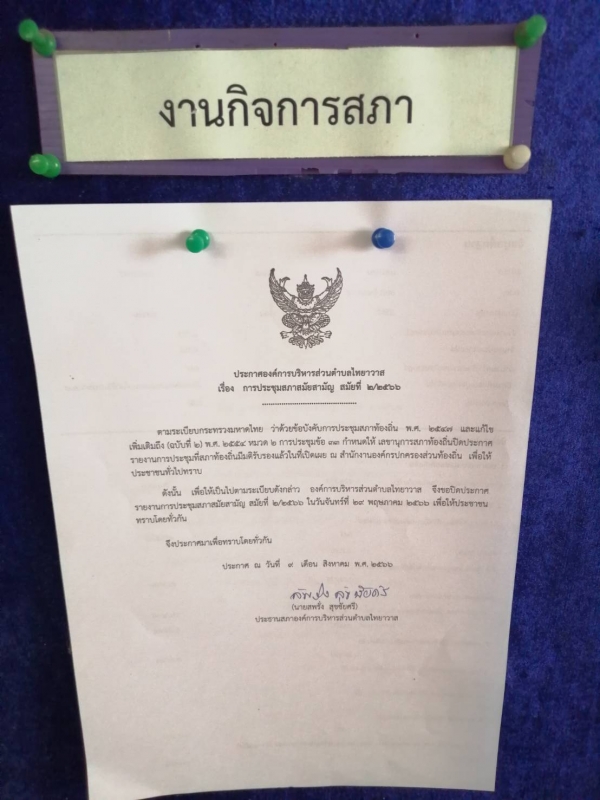 งานกิจการสภา
ประกาศองค์การบริหารส่วนตำบลไทยาวาส
เรื่อง การประชุมสภาสมัยสามัญ สมัยที่ ๒/๒๕๖๖
ตามระเบียบกระทรวงมหาดไทย ว่าด้วยข้อบังคับการประชุมสภาท้องถิ่น พ.ศ. ๒๕๔๗ และแก้ไข
เพิ่มเติมถึง (ฉบับที่ ๒) พ.ศ. ๒๕๕๔ หมวด ๒ การประชุมข้อ ๓๓ กำหนดให้ เลขานุการสภาท้องถิ่นปิดประกาศ
รายงานการประชุมที่สภาท้องถิ่นมีมติรับรองแล้วในที่เปิดเผย ณ สำนักงานองค์กรปกครองส่วนท้องถิ่น เพื่อให้
ประชาชนทั่วไปทราบ
ดังนั้น เพื่อให้เป็นไปตามระเบียบดังกล่าว องค์การบริหารส่วนตำบลไทยาวาส จึงขอปิดประกาศ
รายงานการประชุมสภาสมัยสามัญ สมัยที่ ๒/๒๕๖๖ ในวันจันทร์ที่ ๒๙ พฤษภาคม ๒๕๖๖ เพื่อให้ประชาชน
ทราบโดยทั่วกัน
จึงประกาศมาเพื่อทราบโดยทั่วกัน
ประกาศ ณ วันที่ ๙ เดือน สิงหาคม พ.ศ. ๒๕๖๖
(นายสพรั่ง สุขชัยศรี)
ประธานสภาองค์การบริหารส่วนตำบลไทยาวาส